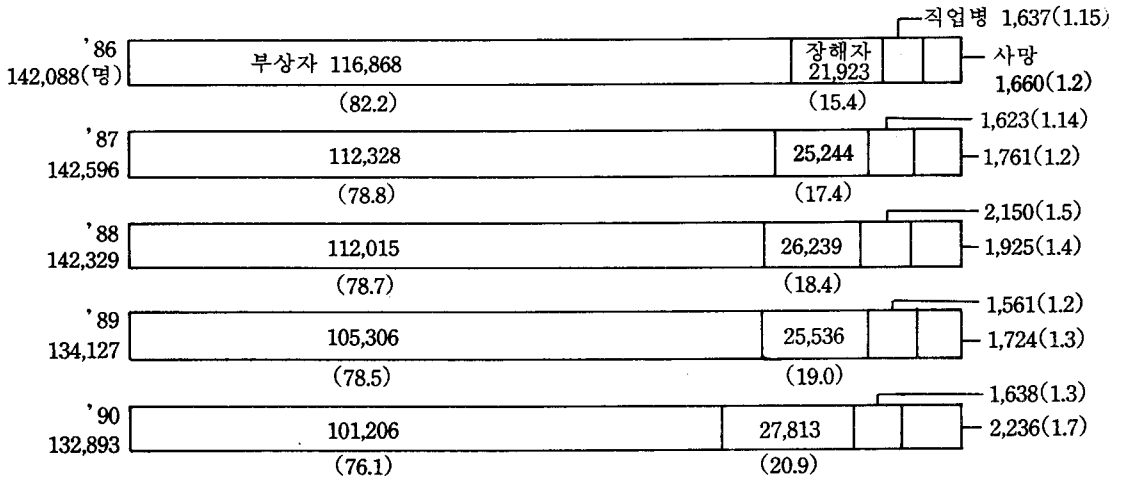 직업병 1,637(1.15)
'86 부상자 116,868 장해자 사망
142,088(명) 21,923 1,660(1.2)
(82.2) (15.4)
1,623(1.14)
'87 112,328 25,244 1,761(1.2)
142,596
(78.8) (17.4)
2,150(1.5)
'88 112,015 26,239 1,925(1.4)
142,329
(78.7) (18.4)
1,561(1.2)
'89 105,306 25,536 1,724(1.3)
134,127
(78.5) (19.0)
1,638(1.3)
'90 101,206 27,813 2,236(1.7)
132,893
(76.1) (20.9)